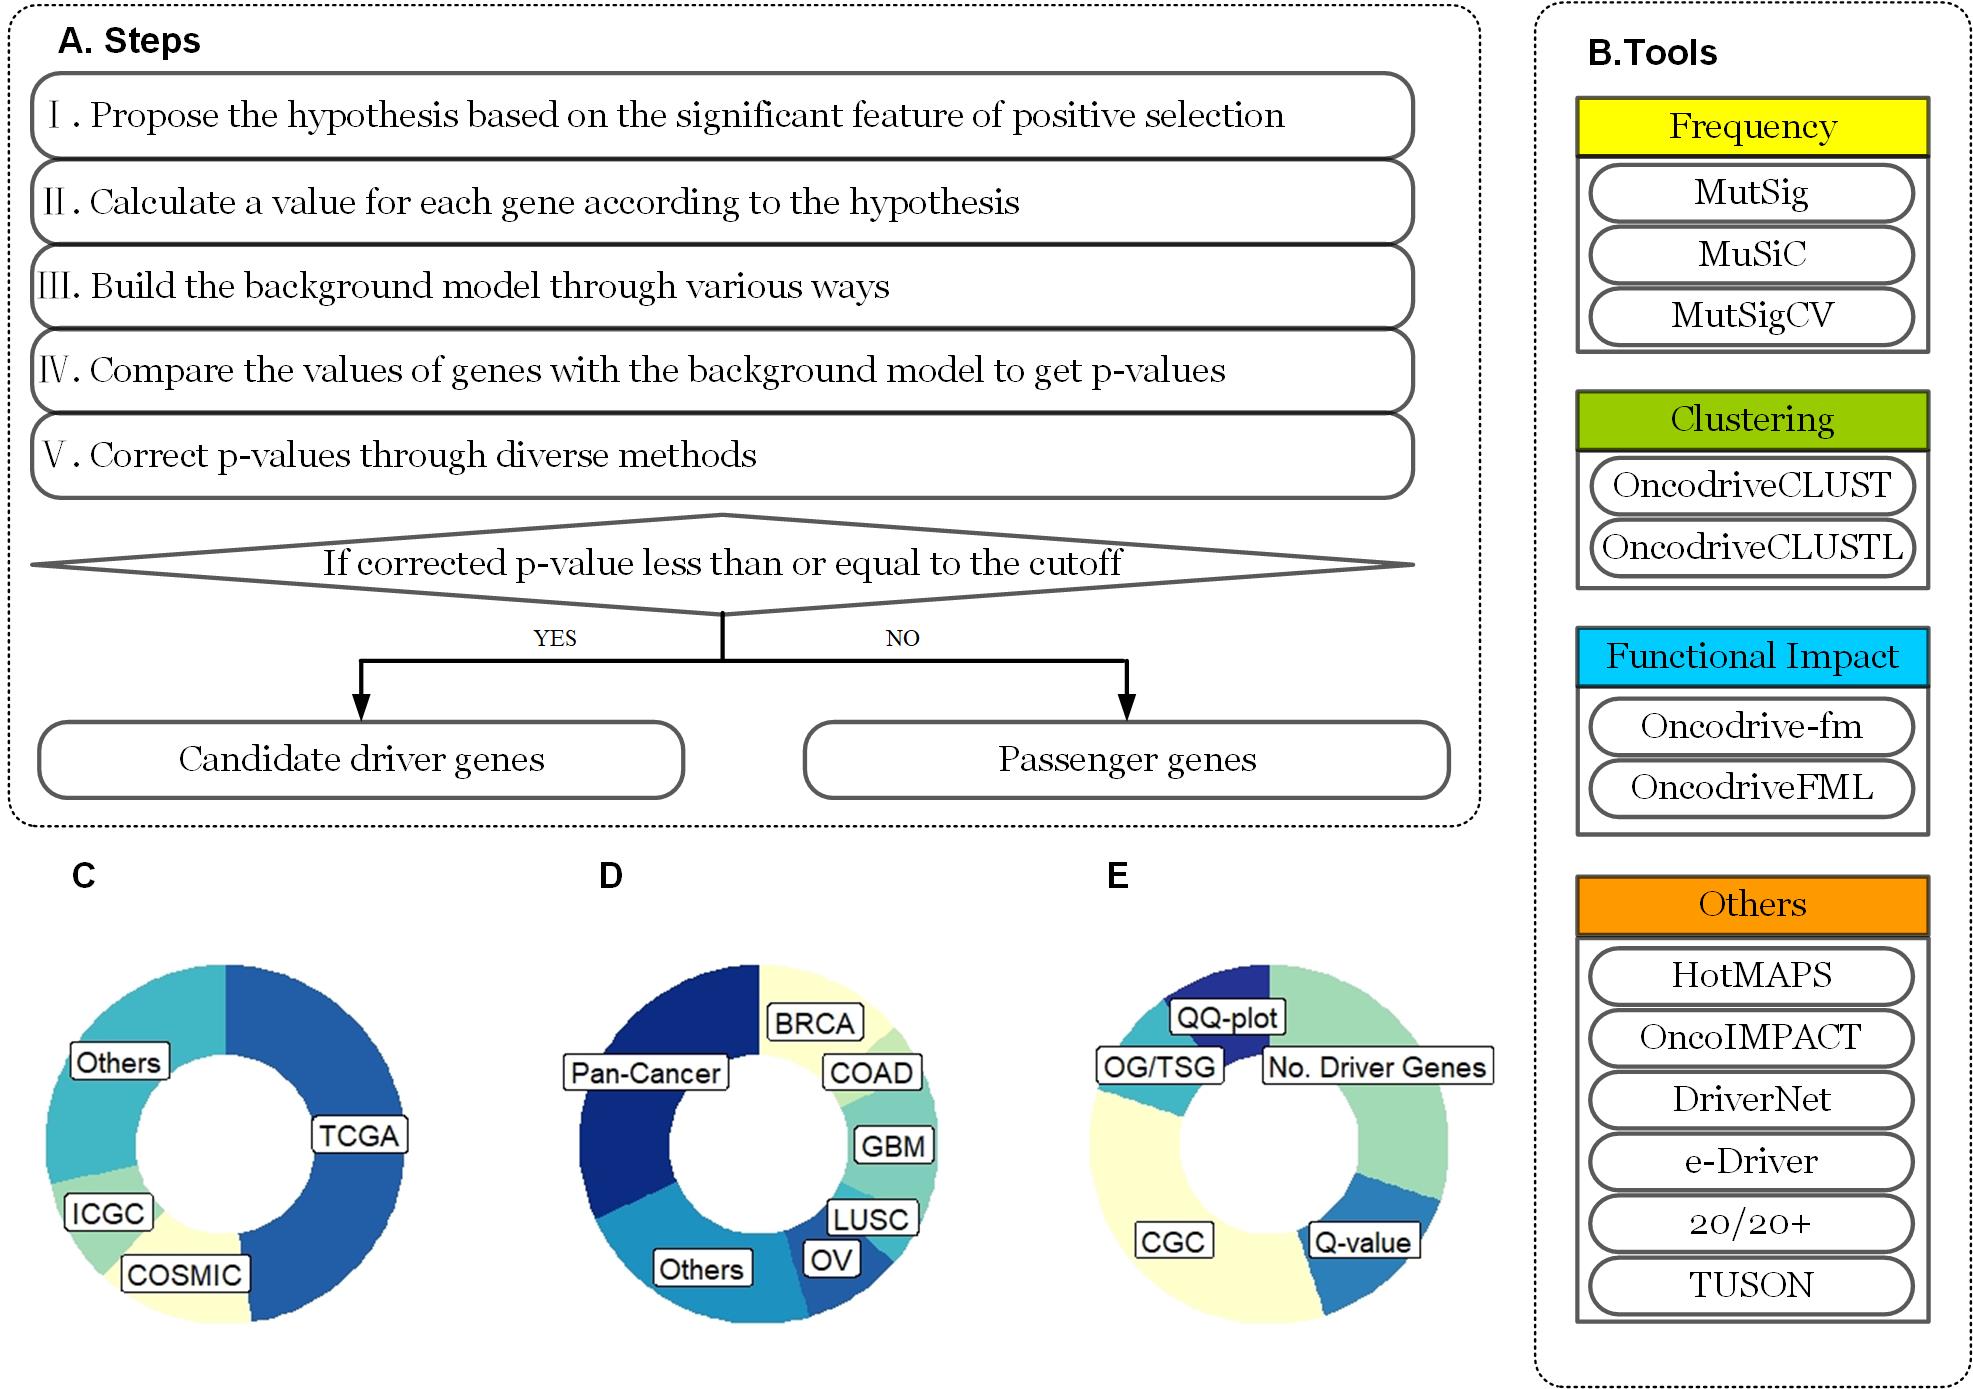 A. Steps
Ⅰ. Propose the hypothesis based on the significant feature of positive selection
Ⅱ. Calculate a value for each gene according to the hypothesis
Ⅲ. Build the background model through various ways
Ⅳ. Compare the values of genes with the background model to get p-values
Ⅴ. Correct p-values through diverse methods
If corrected p-value less than or equal to the cutoff
YES
NO
Candidate driver genes
Passenger genes
B.Tools
Frequency
MutSig
MuSiC
MutSigCV
Clustering
OncodriveCLUST
OncodriveCLUSTL
Functional Impact
Oncodrive-fm
OncodriveFML
Others
HotMAPS
OncoIMPACT
DriverNet
e-Driver
20/20+
TUSON
C
Others
TCGA
ICGC
COSMIC
D
BRCA
Pan-Cancer
COAD
GBM
LUSC
OV
Others
E
QQ-plot
OG/TSG
No. Driver Genes
CGC
Q-value